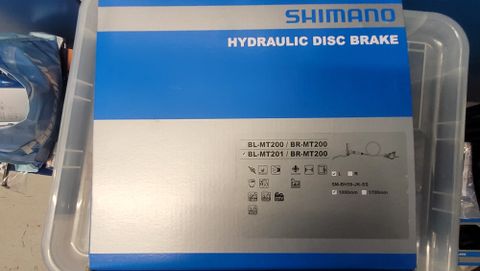 SHIMANO
HYDRAULIC DISC BRAKE
BL-MT200 / BR-MT200
BL-MT201 / BR-MT200
R
SM-BH59-JK-SS
1000mm
1700mm